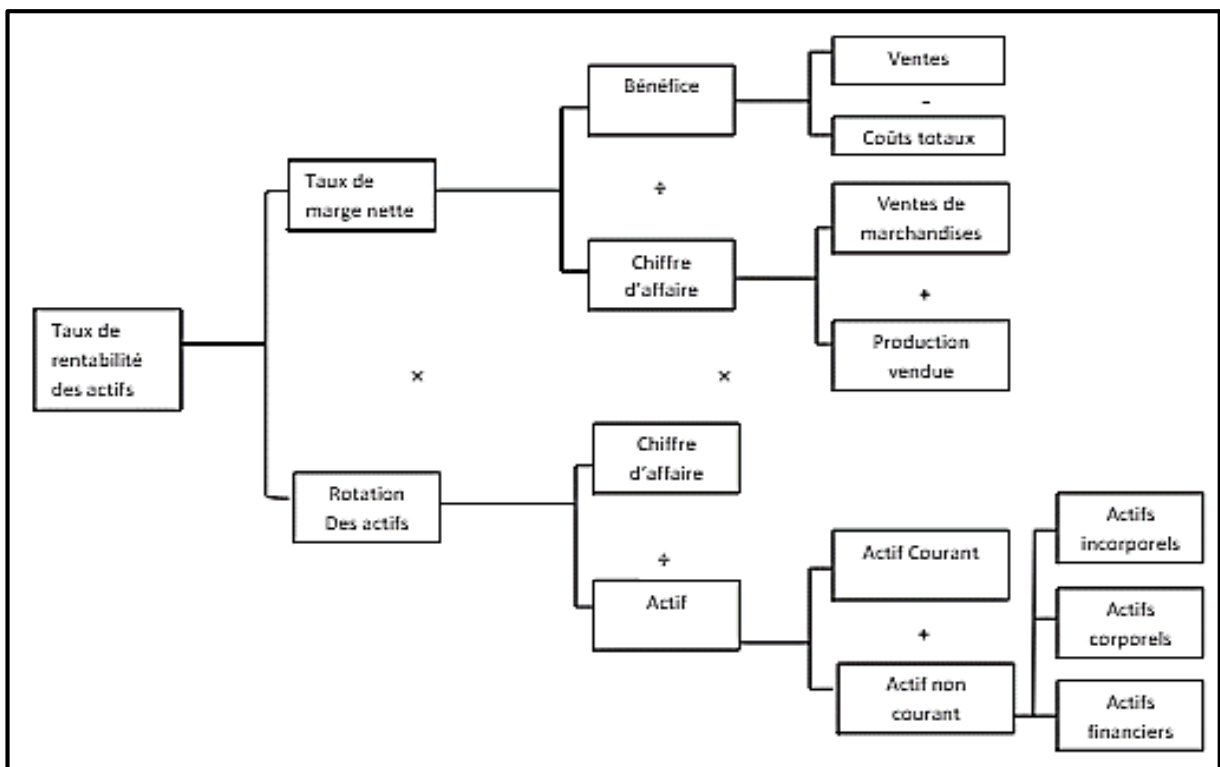 Ventes
-
Coûts totaux
Bénéfice
÷
Chiffre
d'affaire
Ventes de
marchandises
+
Production
vendue
Taux de
marge nette
Taux de
rentabilité
des actifs
×
×
Rotation
Des actifs
Chiffre
d'affaire
÷
Actif
Actif Courant
+
Actif non
courant
Actifs
incorporels
Actifs
corporels
Actifs
financiers